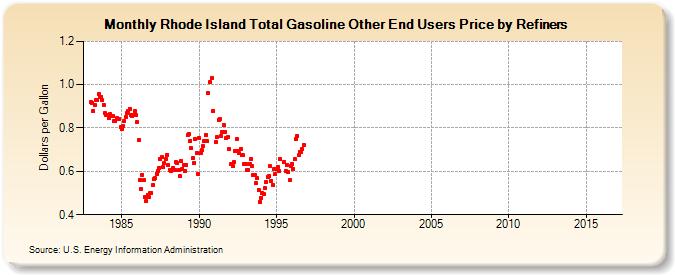 Monthly Rhode Island Total Gasoline Other End Users Price by Refiners
Dollars per Gallon
1.2
1.0
0.8
0.6
0.4
1985 1990 1995 2000 2005 2010 2015
Source: U.S. Energy Information Administration